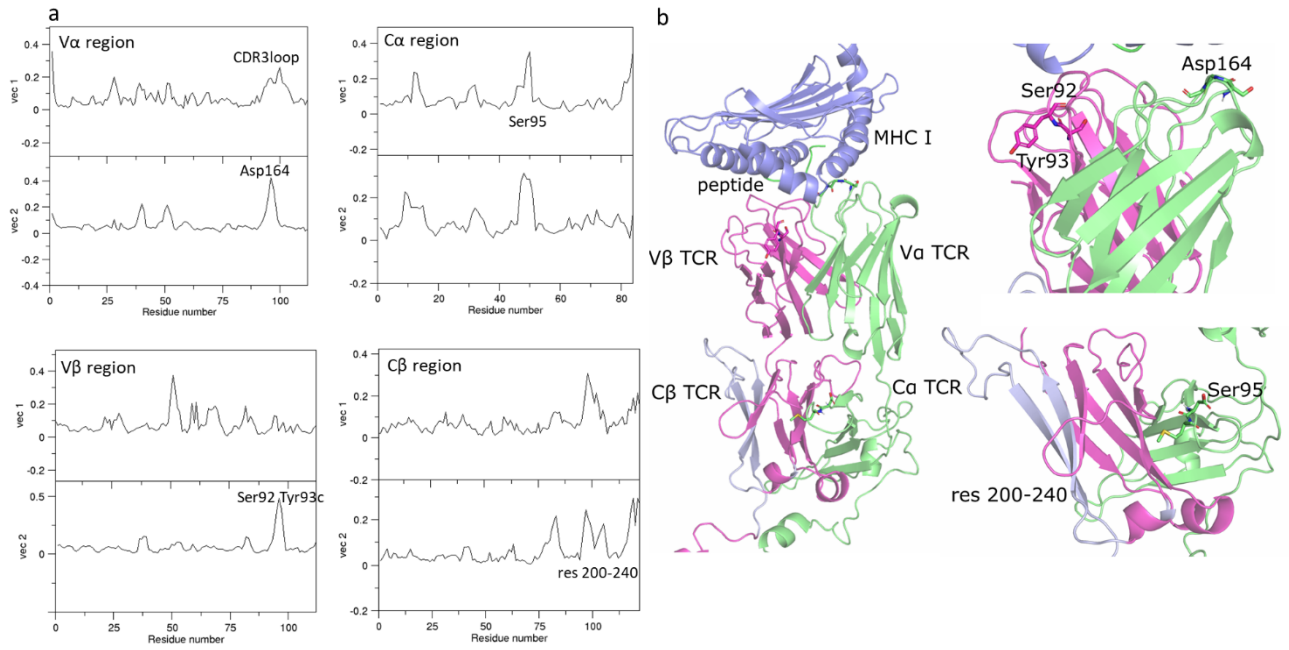 a
Vα region
CDR3loop
0.4
0.2
0
-0.2
vec 1
Asp164
0.4
0.2
0
-0.2
-0.4
vec 2
0
25
50
75
100
Residue number
Cα region
Ser95
0.4
0.2
0
-0.2
vec 1
0.2
0
-0.2
vec 2
0
20
40
60
80
Residue number
Vβ region
0.4
0.2
0
-0.2
vec 1
Ser92 Tyr93c
0.5
0
vec 2
0
25
50
75
100
Residue number
Cβ region
0.4
0.2
0
-0.2
vec 1
res 200-240
0.2
0
-0.2
vec 2
0
25
50
75
100
Residue number
b
MHC I
peptide
Vβ TCR
Vα TCR
Cβ TCR
Cα TCR
Asp164
Ser92
Tyr93
Ser95
res 200-240